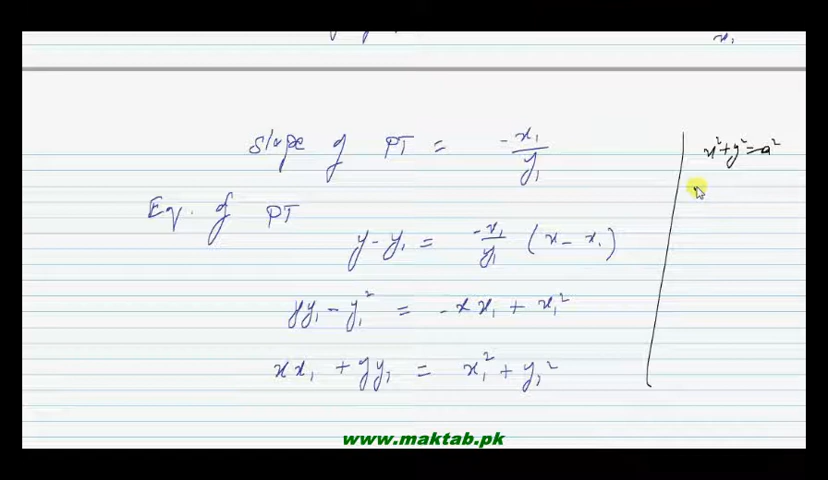 x₁
Slope of PT = -x₁/y₁
x²+y²=a²
Eq. of PT
y-y₁ = -x₁/y₁ (x-x₁)
yy₁-y₁² = -xx₁+x₁²
xx₁+yy₁ = x₁²+y₁²
www.maktab.pk